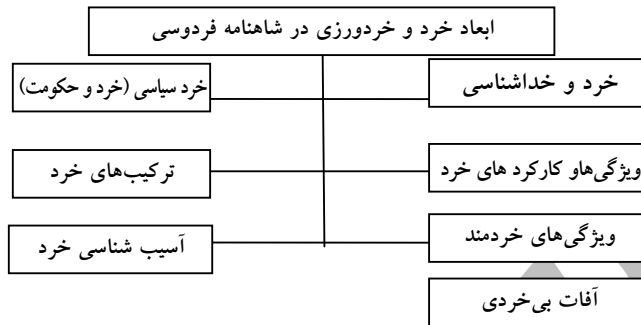 ابعاد خرد و خردورزی در شاهنامه فردوسی
خرد و خداشناسی
خرد سیاسی (خرد و حکومت)
ویژگی‌هاو کارکرد های خرد
ترکیب‌های خرد
ویژگی‌های خردمند
آسیب شناسی خرد
آفات بی‌خردی